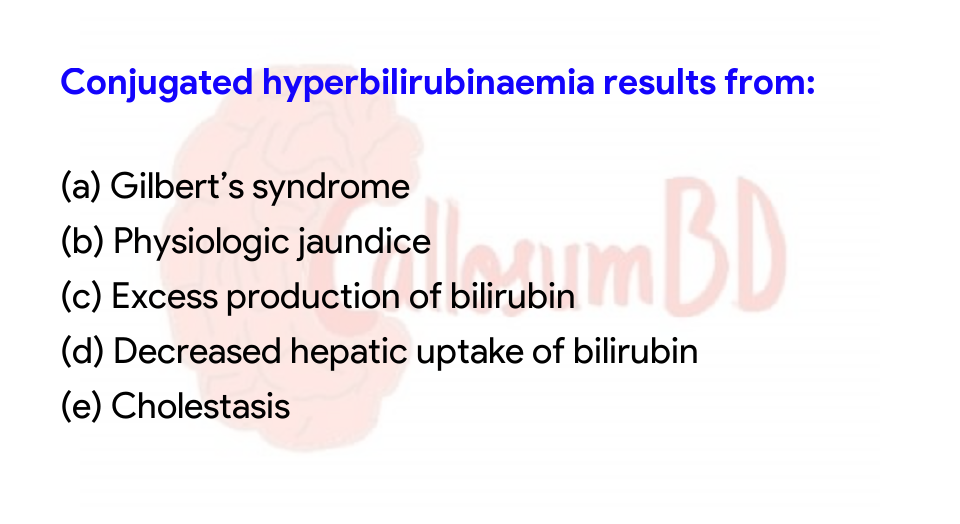 Conjugated hyperbilirubinaemia results from:
(a) Gilbert’s syndrome
(b) Physiologic jaundice
(c) Excess production of bilirubin
(d) Decreased hepatic uptake of bilirubin
(e) Cholestasis
CallosumBD